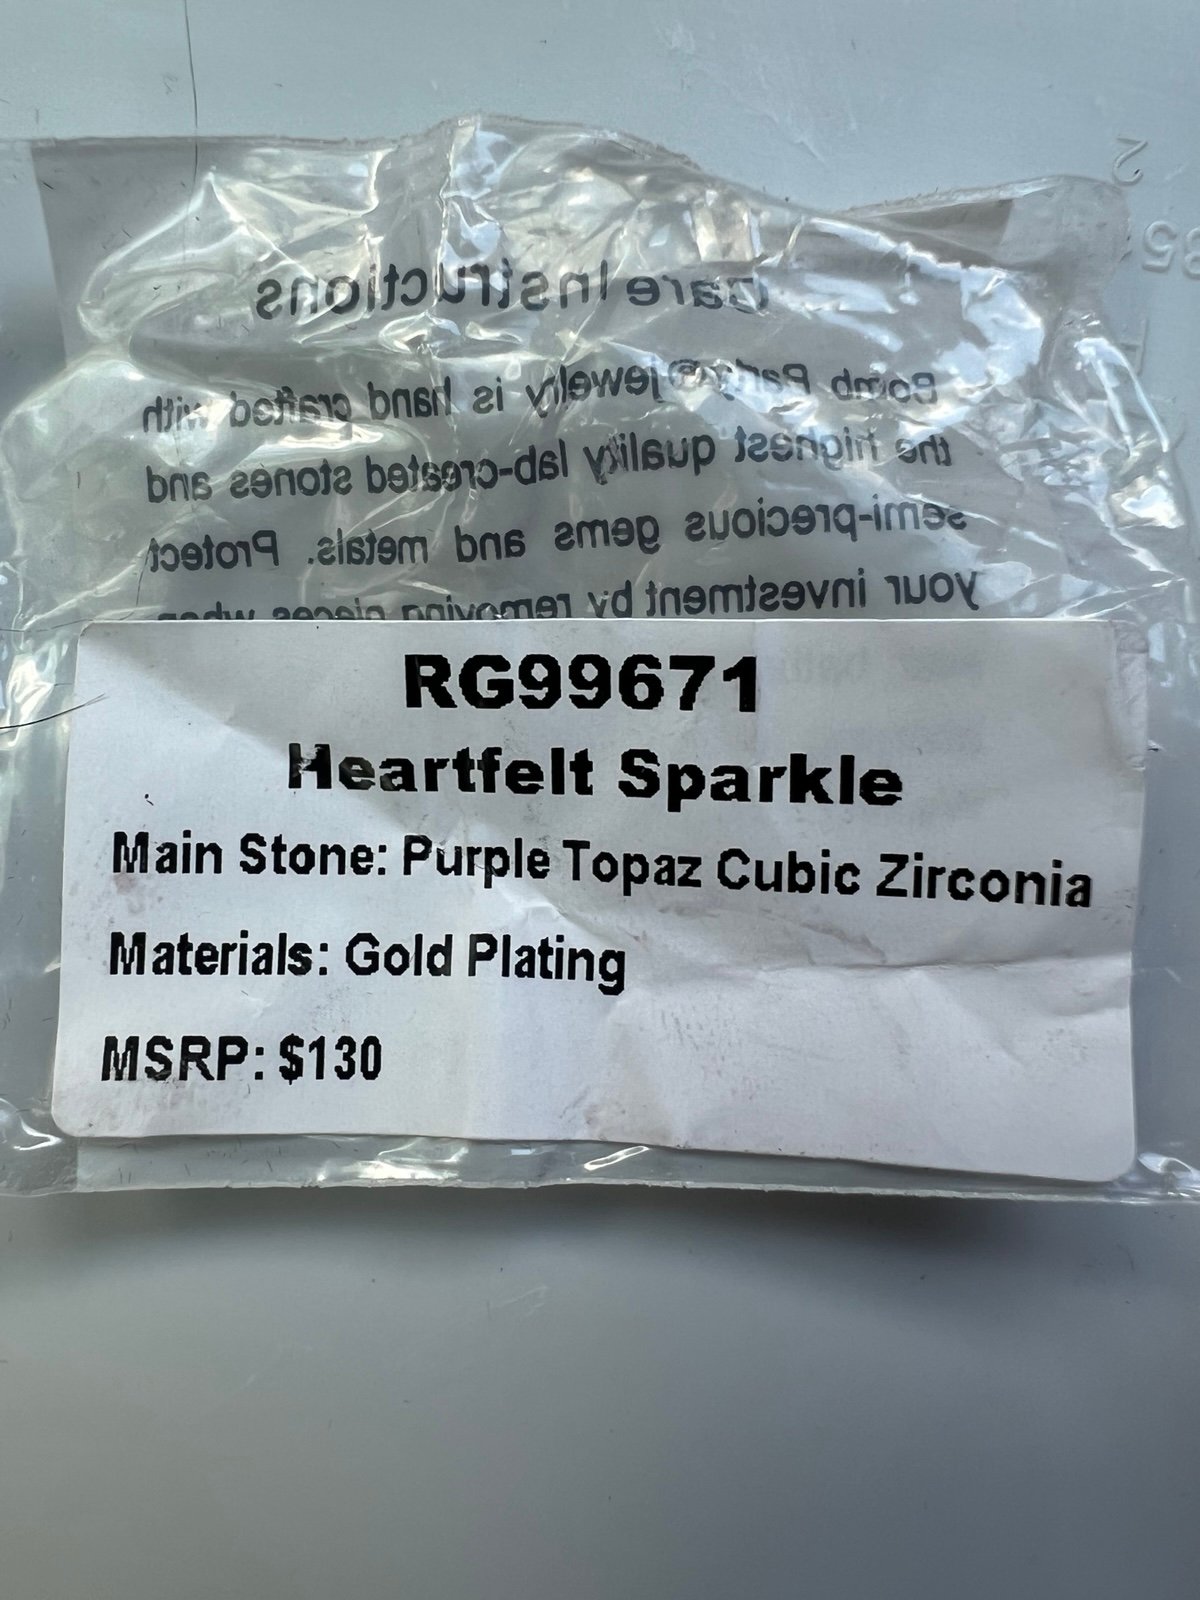 Care Instructions
Bomb Party® jewelry is hand crafted with
the highest quality lab-created stones and
semi-precious gems and metals. Protect
your investment by removing pieces when
RG99671
Heartfelt Sparkle
Main Stone: Purple Topaz Cubic Zirconia
Materials: Gold Plating
MSRP: $130